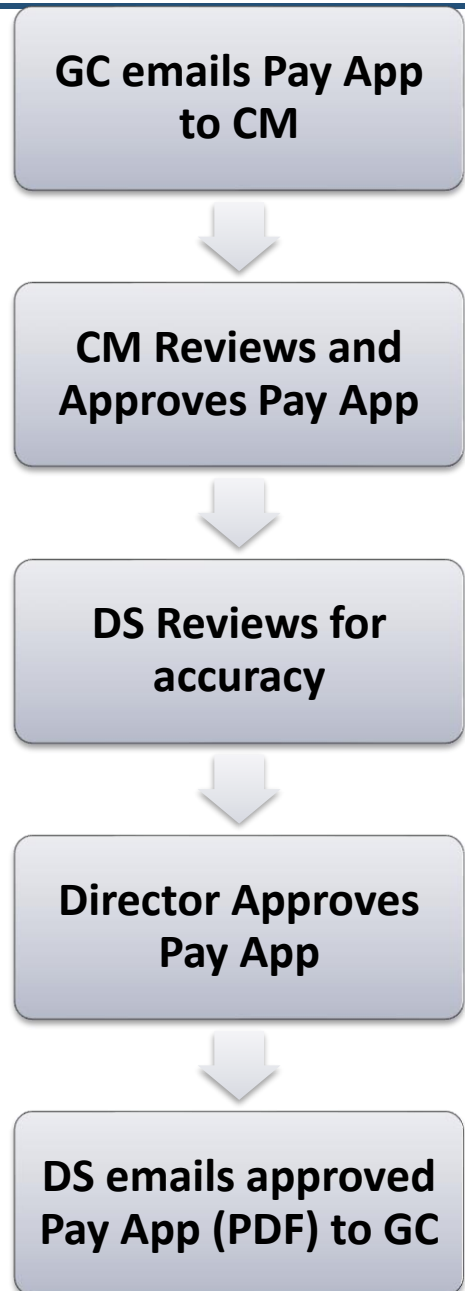 GC emails Pay App
to CM
CM Reviews and
Approves Pay App
DS Reviews for
accuracy
Director Approves
Pay App
DS emails approved
Pay App (PDF) to GC